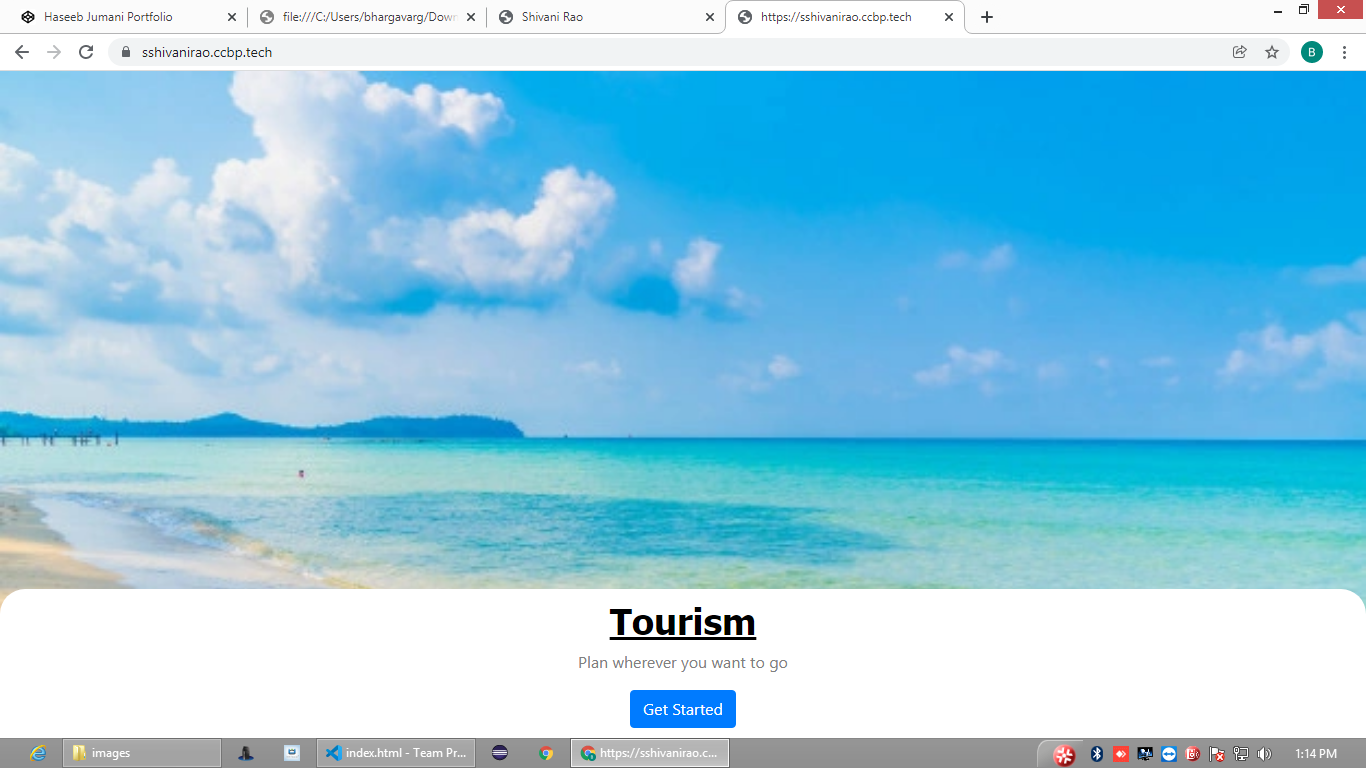 Haseeb Jumani Portfolio
file:///C:/Users/bhargavarg/Dow
Shivani Rao
https://sshivanirao.ccbp.tech
sshivanirao.ccbp.tech
B
Tourism
Plan wherever you want to go
Get Started
images
index.html - Team Pr...
https://sshivanirao.c...
1:14 PM